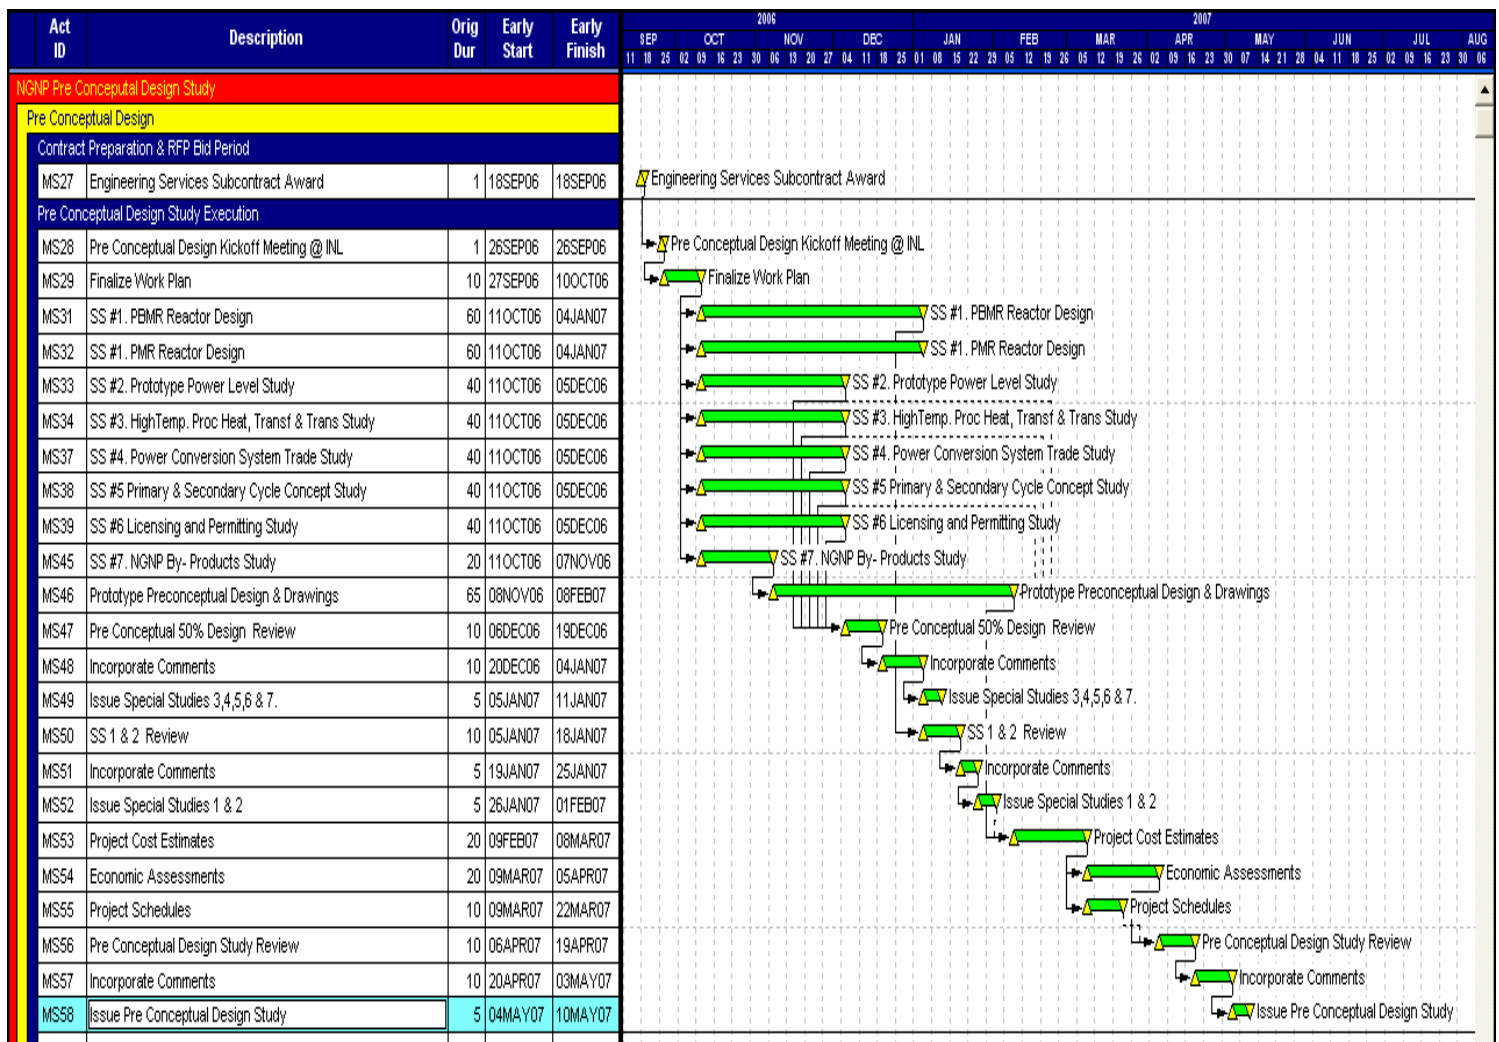 Act ID Description Orig Dur Early Start Early Finish
2006 2007
SEP OCT NOV DEC JAN FEB MAR APR MAY JUN JUL AUG
11 18 25 02 09 16 23 30 06 13 20 27 04 11 18 25 01 08 15 22 29 05 12 19 26 05 12 19 26 02 09 16 23 30 07 14 21 28 04 11 18 25 02 09 16 23 30 06
NGNP Pre Conceputal Design Study
Pre Conceptual Design
Contract Preparation & RFP Bid Period
MS27 Engineering Services Subcontract Award 1 18SEP06 18SEP06 Engineering Services Subcontract Award
Pre Conceptual Design Study Execution
MS28 Pre Conceptual Design Kickoff Meeting @ INL 1 26SEP06 26SEP06 Pre Conceptual Design Kickoff Meeting @ INL
MS29 Finalize Work Plan 10 27SEP06 10OCT06 Finalize Work Plan
MS31 SS #1. PBMR Reactor Design 60 11OCT06 04JAN07 SS #1. PBMR Reactor Design
MS32 SS #1. PMR Reactor Design 60 11OCT06 04JAN07 SS #1. PMR Reactor Design
MS33 SS #2. Prototype Power Level Study 40 11OCT06 05DEC06 SS #2. Prototype Power Level Study
MS34 SS #3. HighTemp. Proc Heat, Transf & Trans Study 40 11OCT06 05DEC06 SS #3. HighTemp. Proc Heat, Transf & Trans Study
MS37 SS #4. Power Conversion System Trade Study 40 11OCT06 05DEC06 SS #4. Power Conversion System Trade Study
MS38 SS #5 Primary & Secondary Cycle Concept Study 40 11OCT06 05DEC06 SS #5 Primary & Secondary Cycle Concept Study
MS39 SS #6 Licensing and Permitting Study 40 11OCT06 05DEC06 SS #6 Licensing and Permitting Study
MS45 SS #7. NGNP By- Products Study 20 11OCT06 07NOV06 SS #7. NGNP By- Products Study
MS46 Prototype Preconceptual Design & Drawings 65 08NOV06 08FEB07 Prototype Preconceptual Design & Drawings
MS47 Pre Conceptual 50% Design Review 10 06DEC06 19DEC06 Pre Conceptual 50% Design Review
MS48 Incorporate Comments 10 20DEC06 04JAN07 Incorporate Comments
MS49 Issue Special Studies 3,4,5,6 & 7. 5 05JAN07 11JAN07 Issue Special Studies 3,4,5,6 & 7.
MS50 SS 1 & 2 Review 10 05JAN07 18JAN07 SS 1 & 2 Review
MS51 Incorporate Comments 5 19JAN07 25JAN07 Incorporate Comments
MS52 Issue Special Studies 1 & 2 5 26JAN07 01FEB07 Issue Special Studies 1 & 2
MS53 Project Cost Estimates 20 09FEB07 08MAR07 Project Cost Estimates
MS54 Economic Assessments 20 09MAR07 05APR07 Economic Assessments
MS55 Project Schedules 10 09MAR07 22MAR07 Project Schedules
MS56 Pre Conceptual Design Study Review 10 06APR07 19APR07 Pre Conceptual Design Study Review
MS57 Incorporate Comments 10 20APR07 03MAY07 Incorporate Comments
MS58 Issue Pre Conceptual Design Study 5 04MAY07 10MAY07 Issue Pre Conceptual Design Study